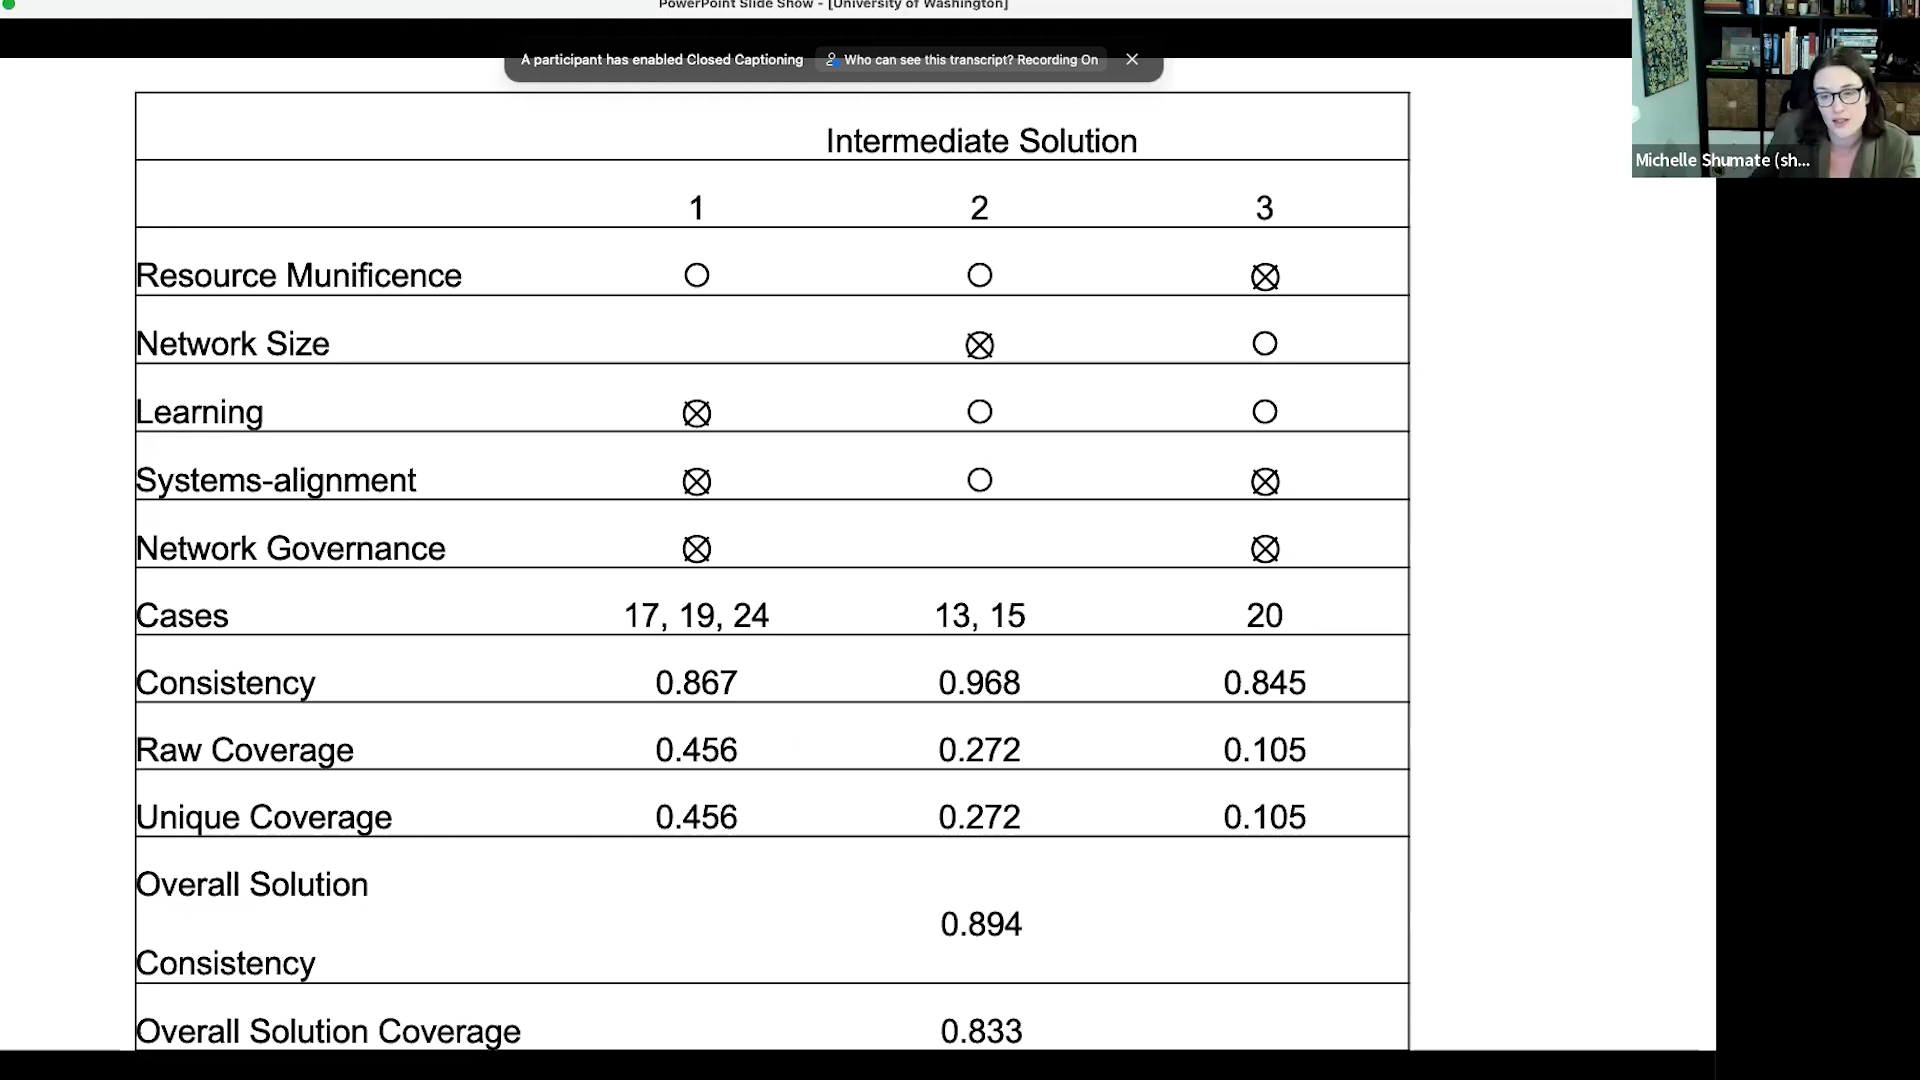 PowerPoint Slide Show - [University of Washington]
A participant has enabled Closed Captioning Who can see this transcript? Recording On
Michelle Shumate (sh...
Intermediate Solution
1 2 3
Resource Munificence ○ ○ ⊗
Network Size ⊗ ○
Learning ⊗ ○ ○
Systems-alignment ⊗ ○ ⊗
Network Governance ⊗ ⊗
Cases 17, 19, 24 13, 15 20
Consistency 0.867 0.968 0.845
Raw Coverage 0.456 0.272 0.105
Unique Coverage 0.456 0.272 0.105
Overall Solution
Consistency 0.894
Overall Solution Coverage 0.833